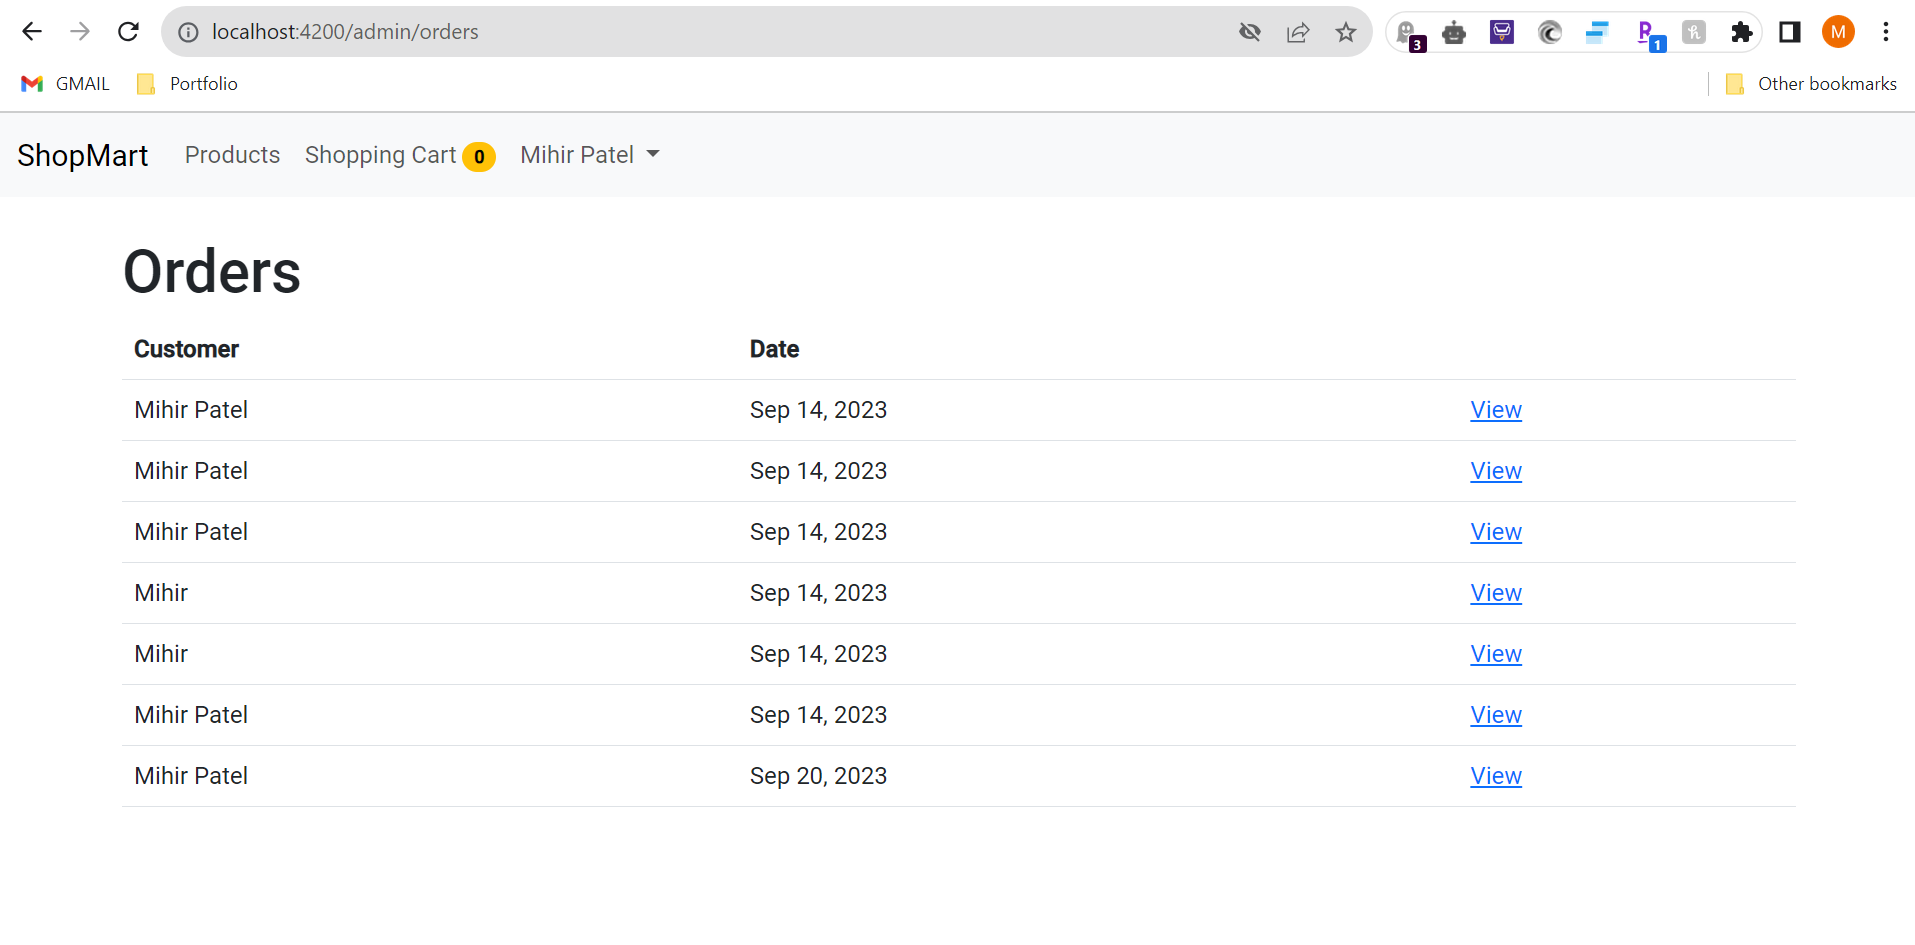 localhost:4200/admin/orders
3
1
M
GMAIL Portfolio Other bookmarks
ShopMart Products Shopping Cart 0 Mihir Patel
Orders
Customer Date
Mihir Patel Sep 14, 2023 View
Mihir Patel Sep 14, 2023 View
Mihir Patel Sep 14, 2023 View
Mihir Sep 14, 2023 View
Mihir Sep 14, 2023 View
Mihir Patel Sep 14, 2023 View
Mihir Patel Sep 20, 2023 View